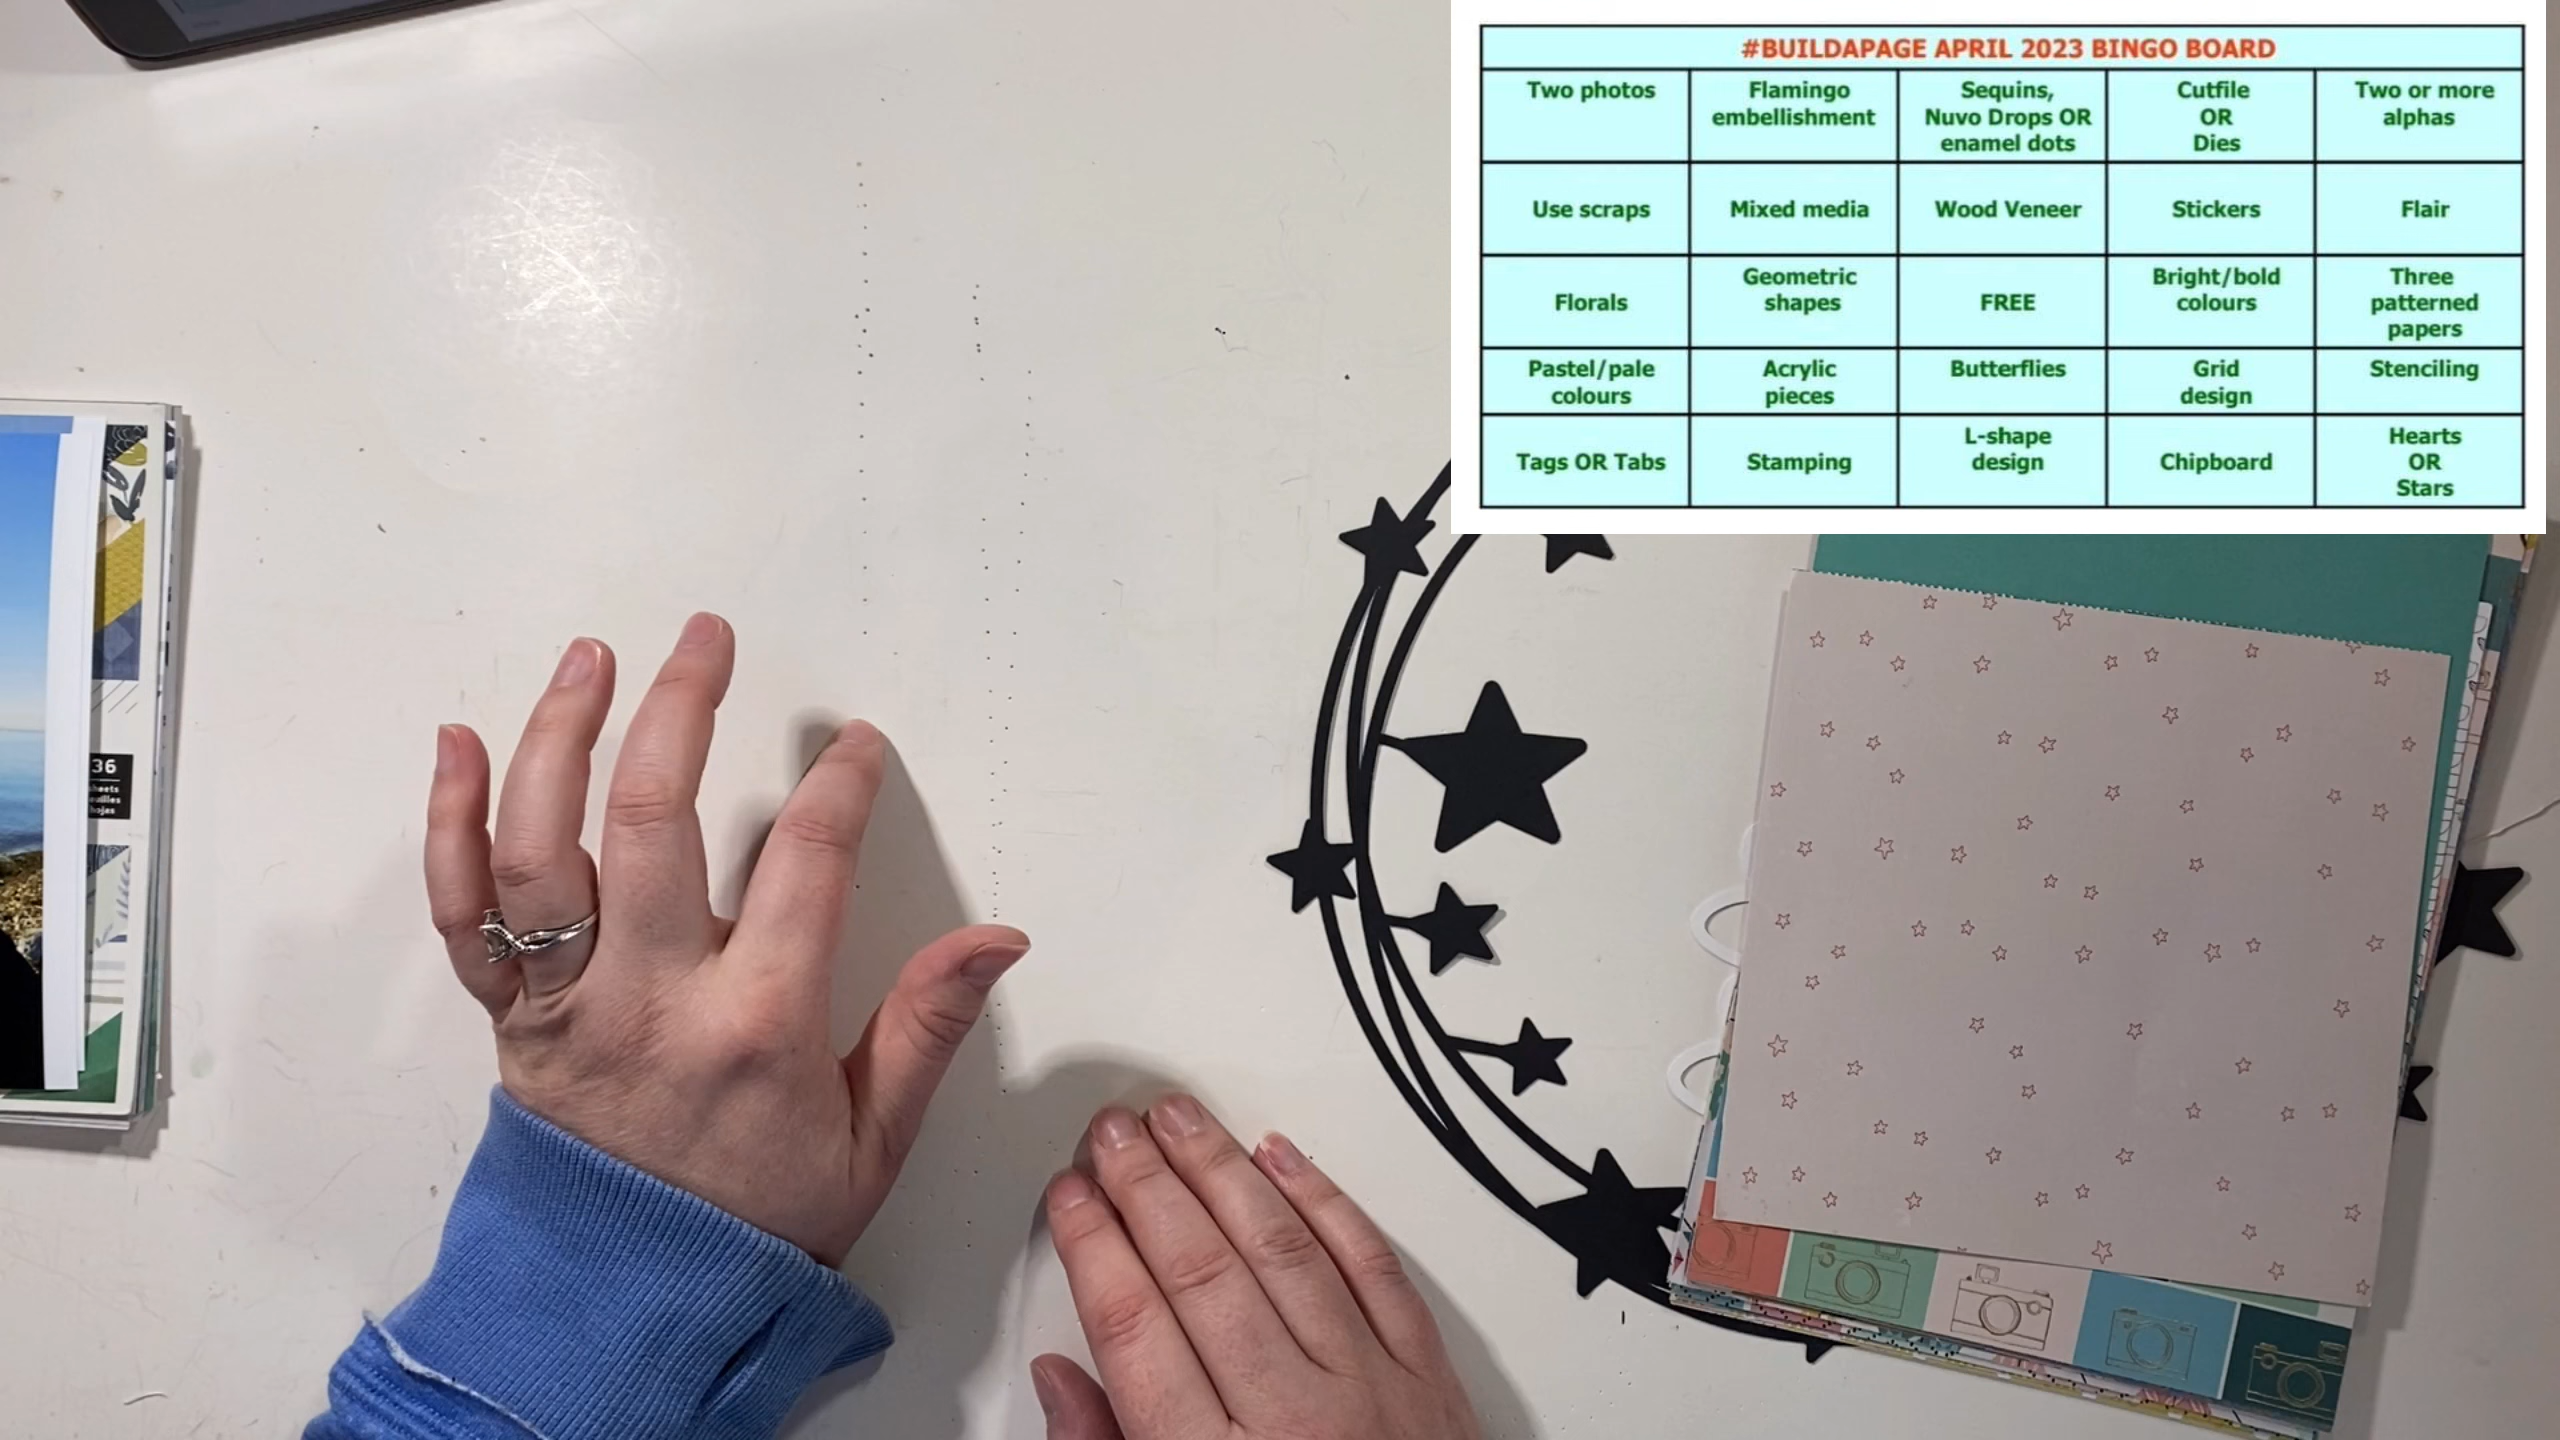 #BUILDAPAGE APRIL 2023 BINGO BOARD
Two photos
Flamingo
embellishment
Sequins,
Nuvo Drops OR
enamel dots
Cutfile
OR
Dies
Two or more
alphas
Use scraps
Mixed media
Wood Veneer
Stickers
Flair
Florals
Geometric
shapes
FREE
Bright/bold
colours
Three
patterned
papers
Pastel/pale
colours
Acrylic
pieces
Butterflies
Grid
design
Stenciling
Tags OR Tabs
Stamping
L-shape
design
Chipboard
Hearts
OR
Stars
36